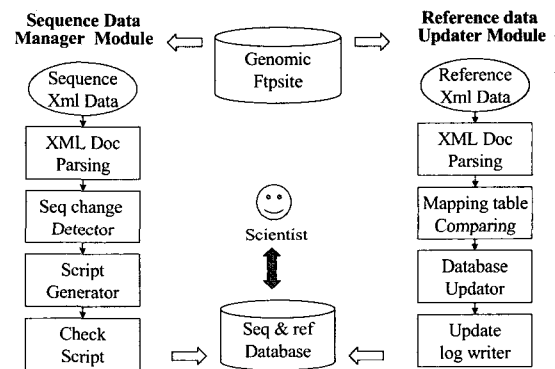 Sequence Data
Manager Module
Sequence
Xml Data
XML Doc
Parsing
Seq change
Detector
Script
Generator
Check
Script
Genomic
Ftpsite
Scientist
Seq & ref
Database
Reference data
Updater Module
Reference
Xml Data
XML Doc
Parsing
Mapping table
Comparing
Database
Updator
Update
log writer